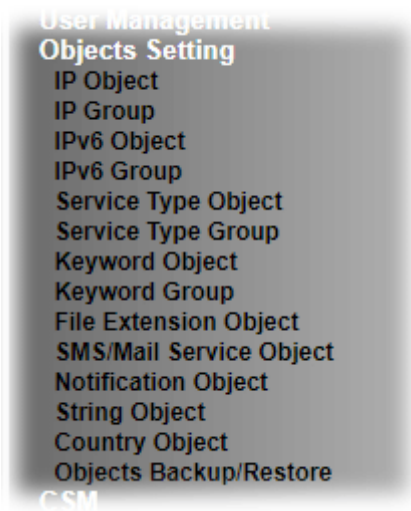 User Management
Objects Setting
IP Object
IP Group
IPv6 Object
IPv6 Group
Service Type Object
Service Type Group
Keyword Object
Keyword Group
File Extension Object
SMS/Mail Service Object
Notification Object
String Object
Country Object
Objects Backup/Restore
CSM